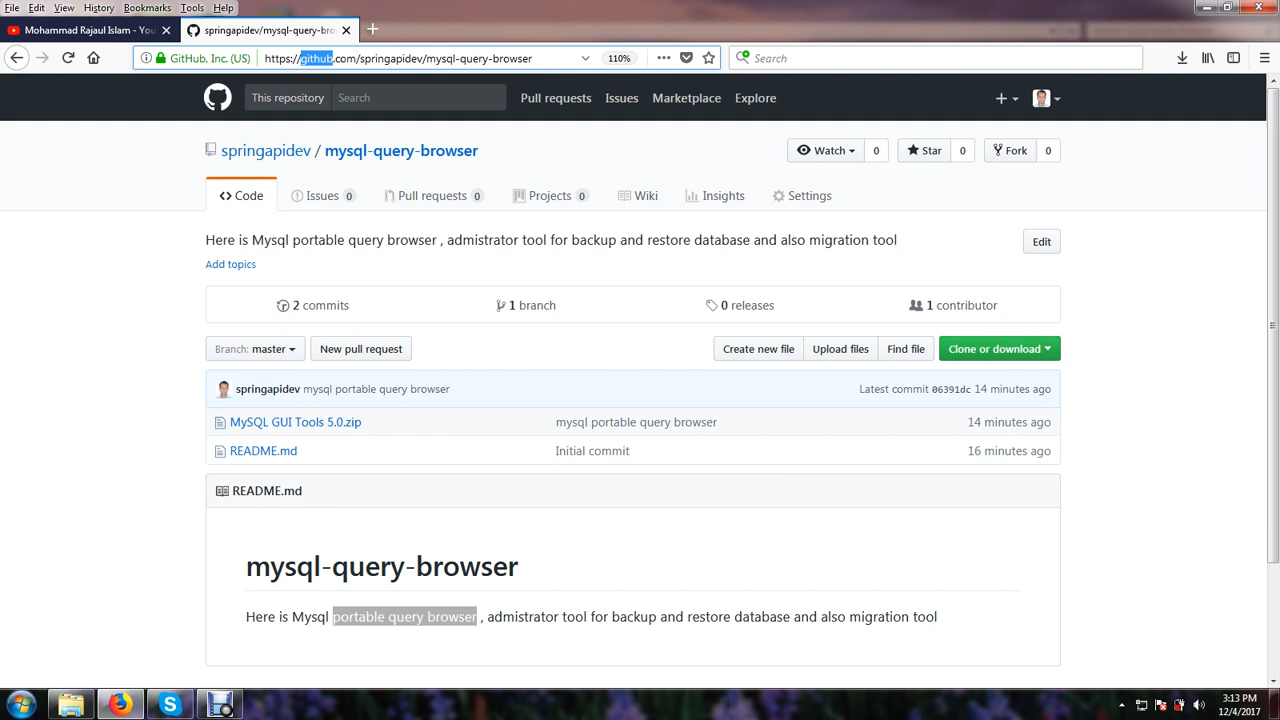 File Edit View History Bookmarks Tools Help
Mohammad Rajaul Islam - You
springapidev/mysql-query-bro
GitHub, Inc. (US) https://github.com/springapidev/mysql-query-browser 110% Search
This repository Search Pull requests Issues Marketplace Explore
springapidev / mysql-query-browser Watch 0 Star 0 Fork 0
Code Issues 0 Pull requests 0 Projects 0 Wiki Insights Settings
Here is Mysql portable query browser , admistrator tool for backup and restore database and also migration tool Edit
Add topics
2 commits 1 branch 0 releases 1 contributor
Branch: master New pull request Create new file Upload files Find file Clone or download
springapidev mysql portable query browser Latest commit 06391dc 14 minutes ago
MySQL GUI Tools 5.0.zip mysql portable query browser 14 minutes ago
README.md Initial commit 16 minutes ago
README.md
mysql-query-browser
Here is Mysql portable query browser , admistrator tool for backup and restore database and also migration tool
3:13 PM
12/4/2017